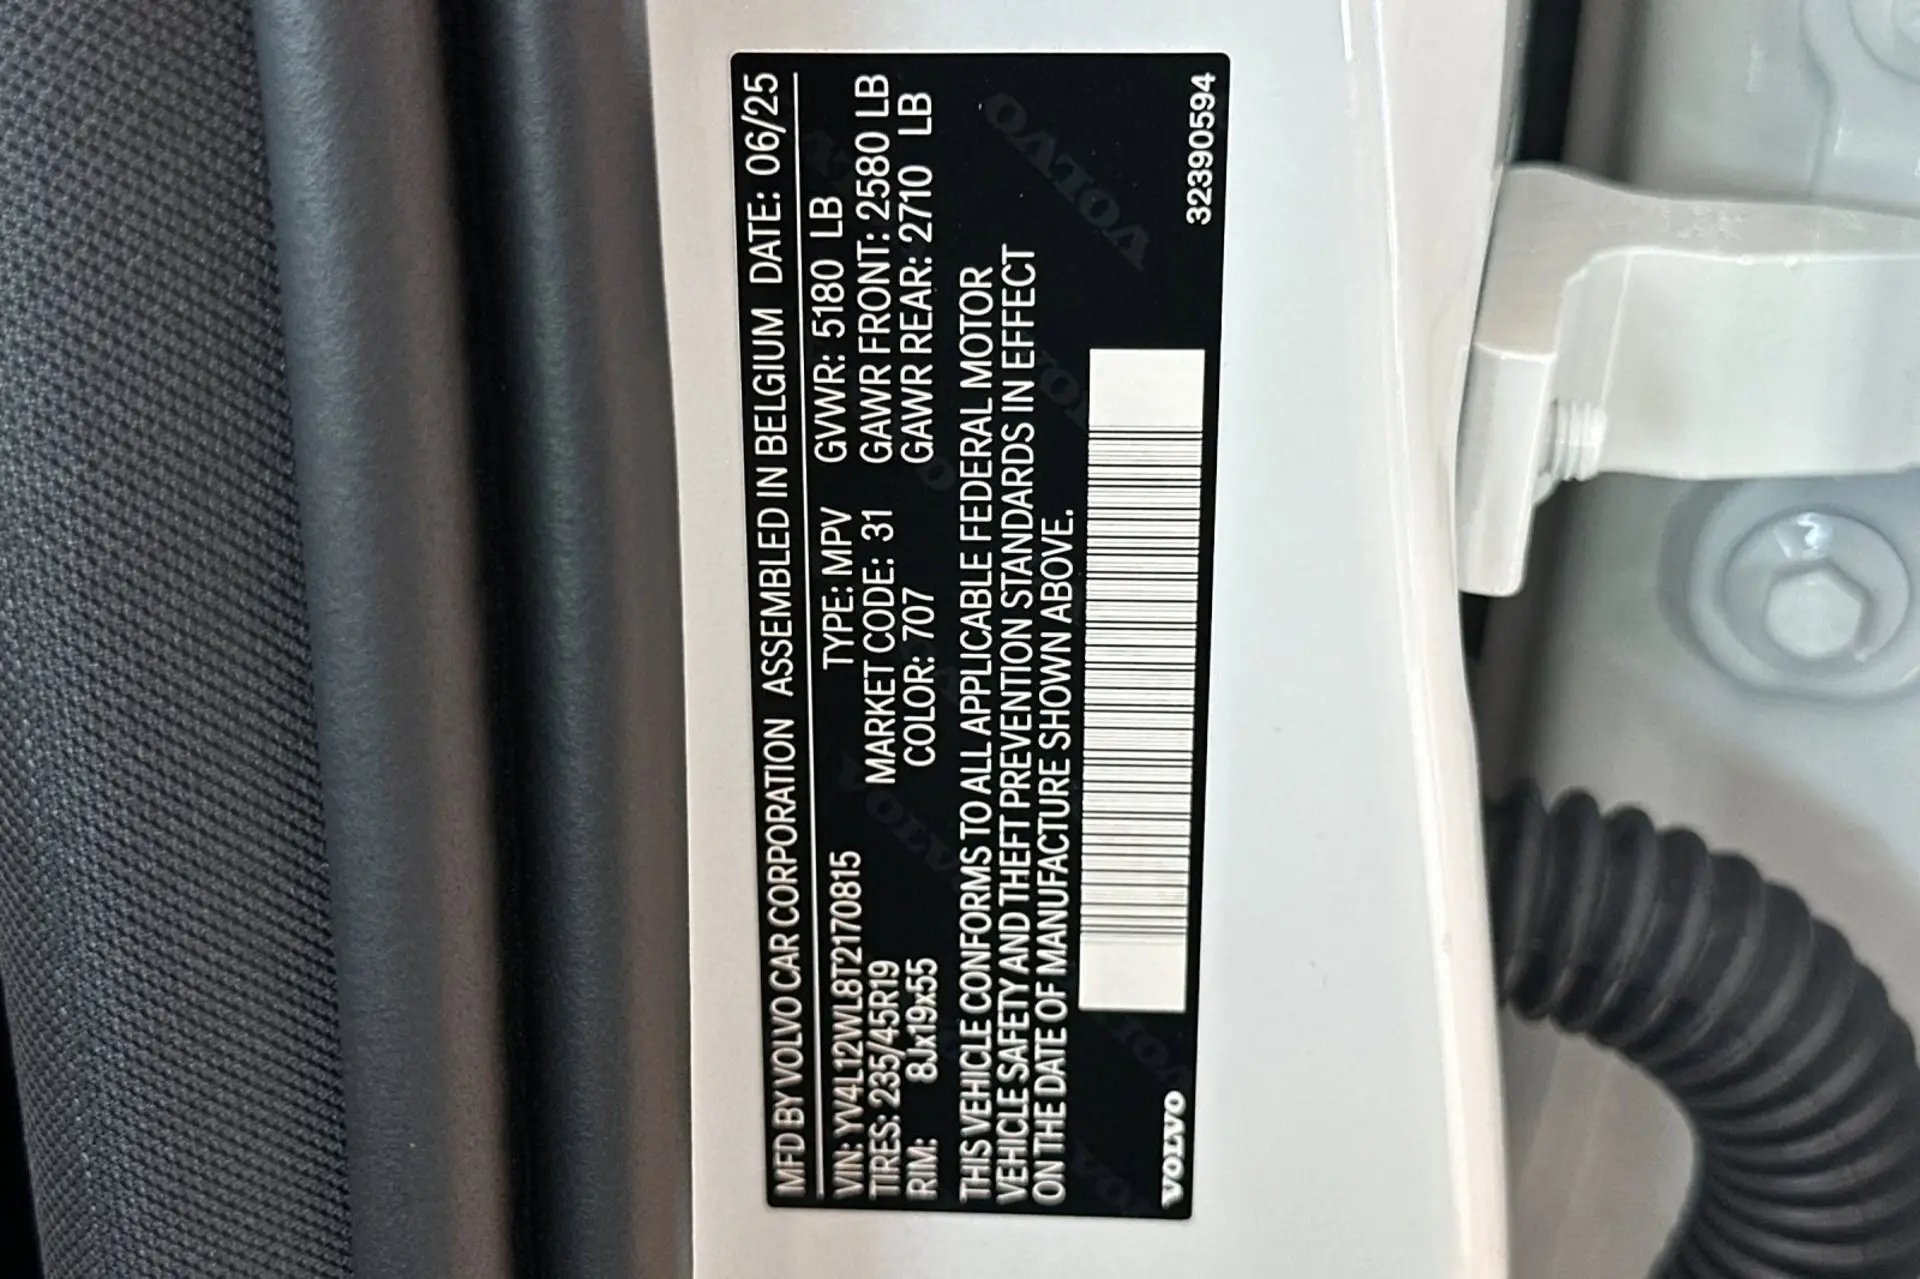 MFD BY VOLVO CAR CORPORATION ASSEMBLED IN BELGIUM DATE: 06/25
VIN: YV4L12WL8T2170815 TYPE: MPV GVWR: 5180 LB
TIRES: 235/45R19 MARKET CODE: 31 GAWR FRONT: 2580 LB
RIM: 8Jx19x55 COLOR: 707 GAWR REAR: 2710 LB
THIS VEHICLE CONFORMS TO ALL APPLICABLE FEDERAL MOTOR
VEHICLE SAFETY AND THEFT PREVENTION STANDARDS IN EFFECT
ON THE DATE OF MANUFACTURE SHOWN ABOVE.
VOLVO 32390594